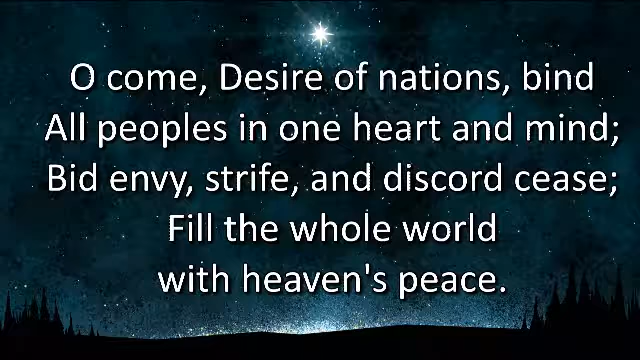 O come, Desire of nations, bind
All peoples in one heart and mind;
Bid envy, strife, and discord cease;
Fill the whole world
with heaven's peace.